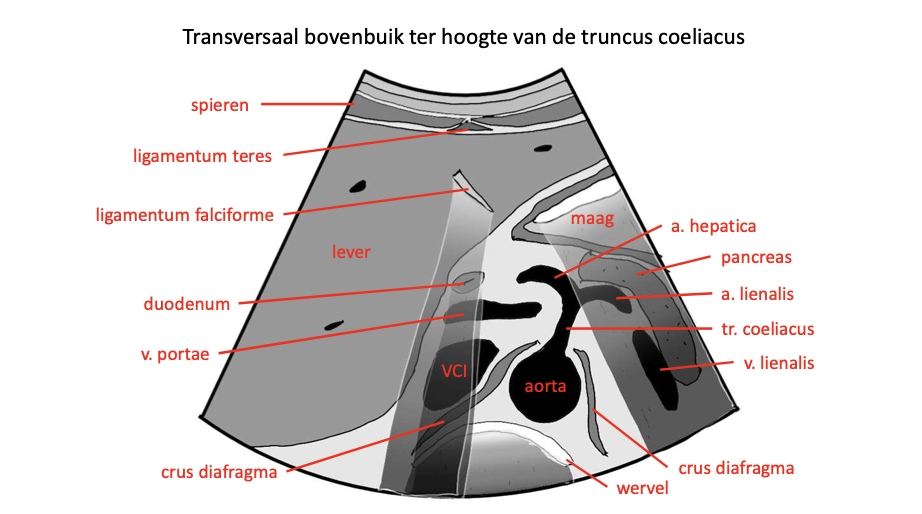 Transversaal bovenbuik ter hoogte van de truncus coeliacus
spieren
ligamentum teres
ligamentum falciforme
maag
a. hepatica
lever
pancreas
duodenum
a. lienalis
tr. coeliacus
v. portae
v. lienalis
VCI
aorta
crus diafragma
crus diafragma
wervel